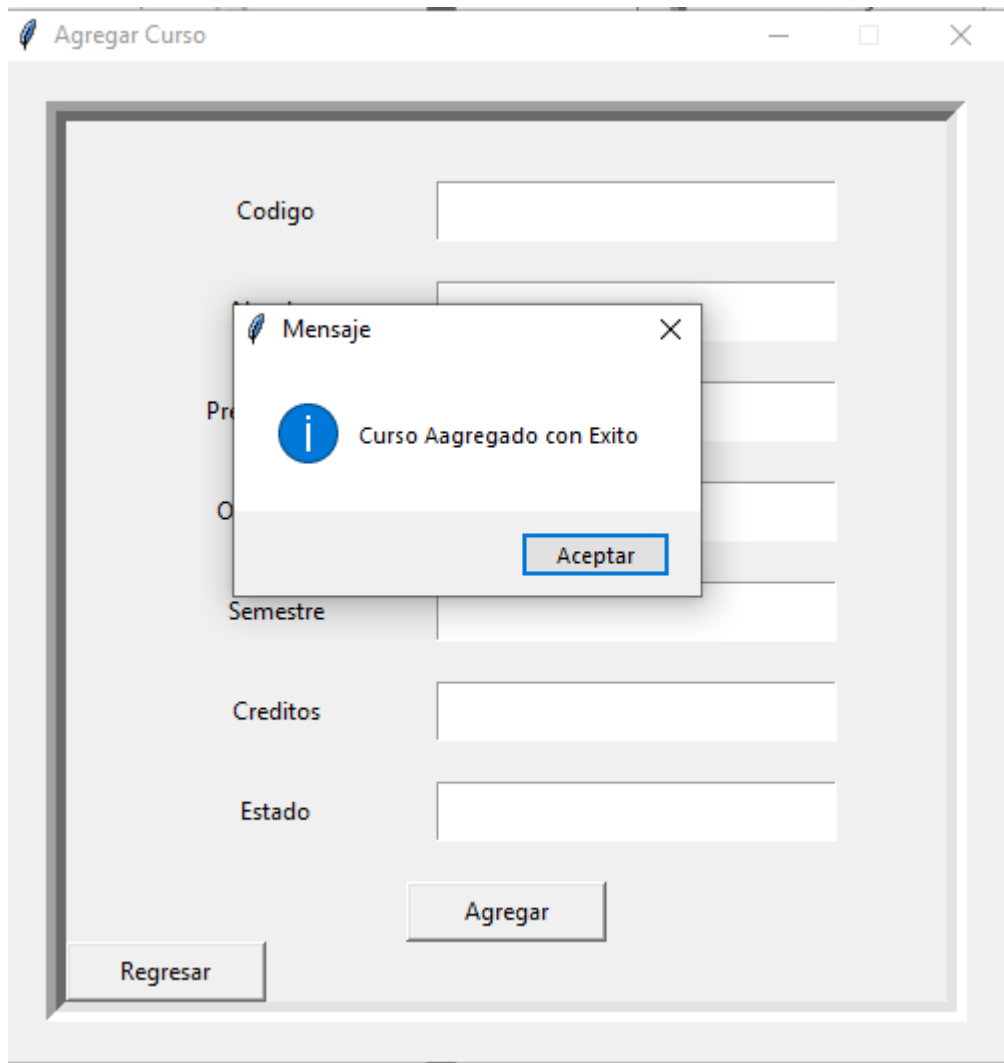 Agregar Curso
Codigo
Mensaje
Curso Aagregado con Exito
Aceptar
Semestre
Creditos
Estado
Agregar
Regresar